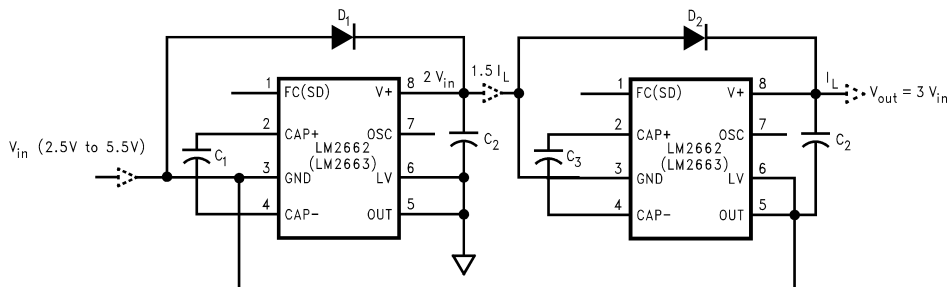 D1
D2
2 Vin
1.5 IL
IL
Vout = 3 Vin
Vin (2.5V to 5.5V)
1
FC(SD)
V+
8
2
CAP+
OSC
7
LM2662
(LM2663)
3
GND
LV
6
4
CAP-
OUT
5
C1
C2
1
FC(SD)
V+
8
2
CAP+
OSC
7
LM2662
(LM2663)
3
GND
LV
6
4
CAP-
OUT
5
C3
C2